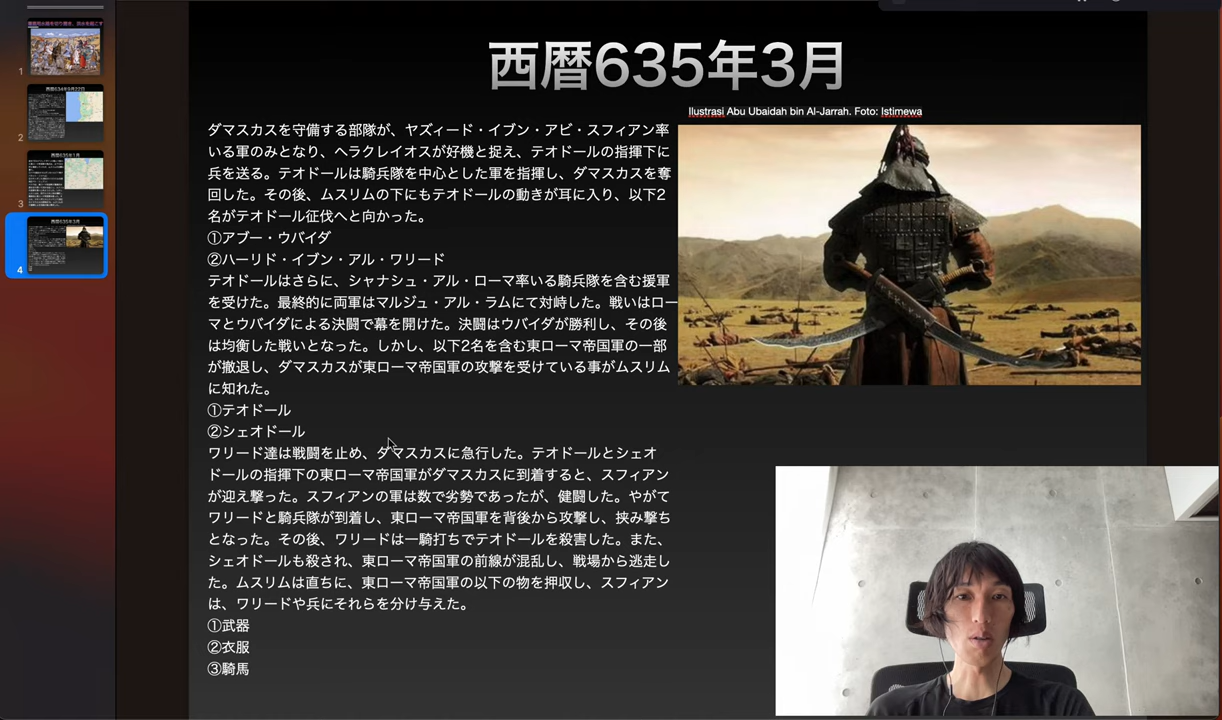 西暦635年3月
Ilustrasi Abu Ubaidah bin Al-Jarrah. Foto: Istimewa
ダマスカスを守備する部隊が、ヤズィード・イブン・アビ・スフィアン率
いる軍のみとなり、ヘラクレイオスが好機と捉え、テオドールの指揮下に
兵を送る。テオドールは騎兵隊を中心とした軍を指揮し、ダマスカスを奪
回した。その後、ムスリムの下にもテオドールの動きが耳に入り、以下2
名がテオドール征伐へと向かった。
①アブー・ウバイダ
②ハーリド・イブン・アル・ワリード
テオドールはさらに、シャナシュ・アル・ローマ率いる騎兵隊を含む援軍
を受けた。最終的に両軍はマルジュ・アル・ラムにて対峙した。戦いはロー
マとウバイダによる決闘で幕を開けた。決闘はウバイダが勝利し、その後
は均衡した戦いとなった。しかし、以下2名を含む東ローマ帝国軍の一部
が撤退し、ダマスカスが東ローマ帝国軍の攻撃を受けている事がムスリム
に知れた。
①テオドール
②シェオドール
ワリード達は戦闘を止め、ダマスカスに急行した。テオドールとシェオ
ドールの指揮下の東ローマ帝国軍がダマスカスに到着すると、スフィアン
が迎え撃った。スフィアンの軍は数で劣勢であったが、健闘した。やがて
ワリードと騎兵隊が到着し、東ローマ帝国軍を背後から攻撃し、挟み撃ち
となった。その後、ワリードは一騎打ちでテオドールを殺害した。また、
シェオドールも殺され、東ローマ帝国軍の前線が混乱し、戦場から逃走し
た。ムスリムは直ちに、東ローマ帝国軍の以下の物を押収し、スフィアン
は、ワリードや兵にそれらを分け与えた。
①武器
②衣服
③騎馬
1
2
3
西暦635年3月
4